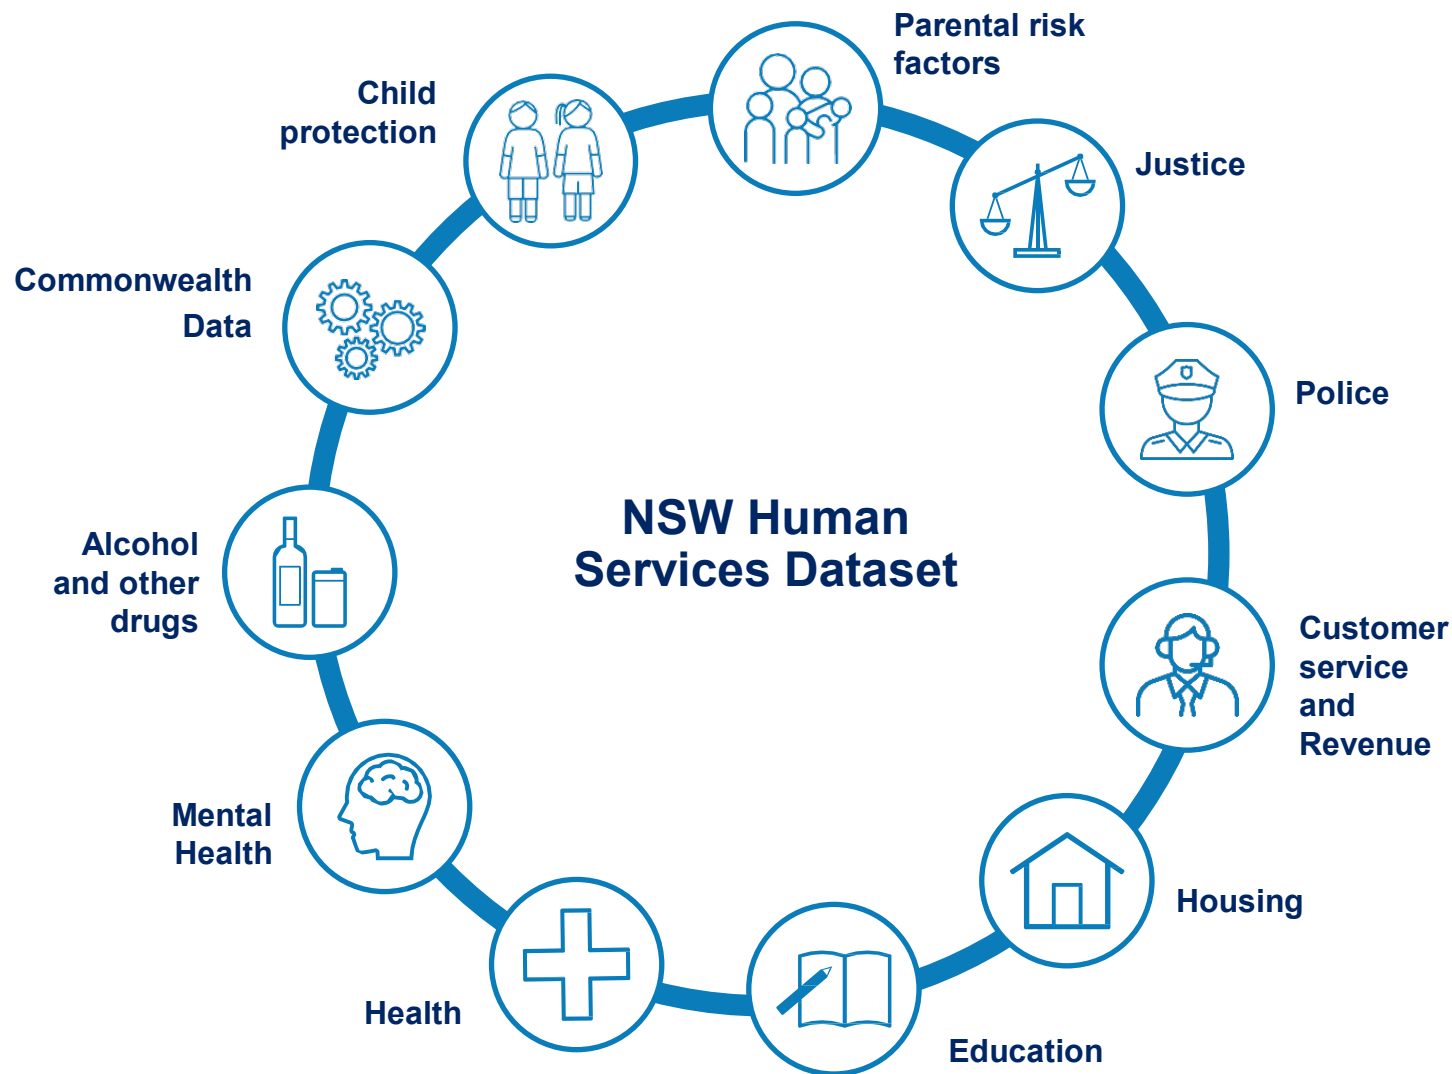 Parental risk
factors
Child
protection
Justice
Commonwealth
Data
Police
NSW Human
Services Dataset
Alcohol
and other
drugs
Customer
service
and
Revenue
Mental
Health
Housing
Health
Education